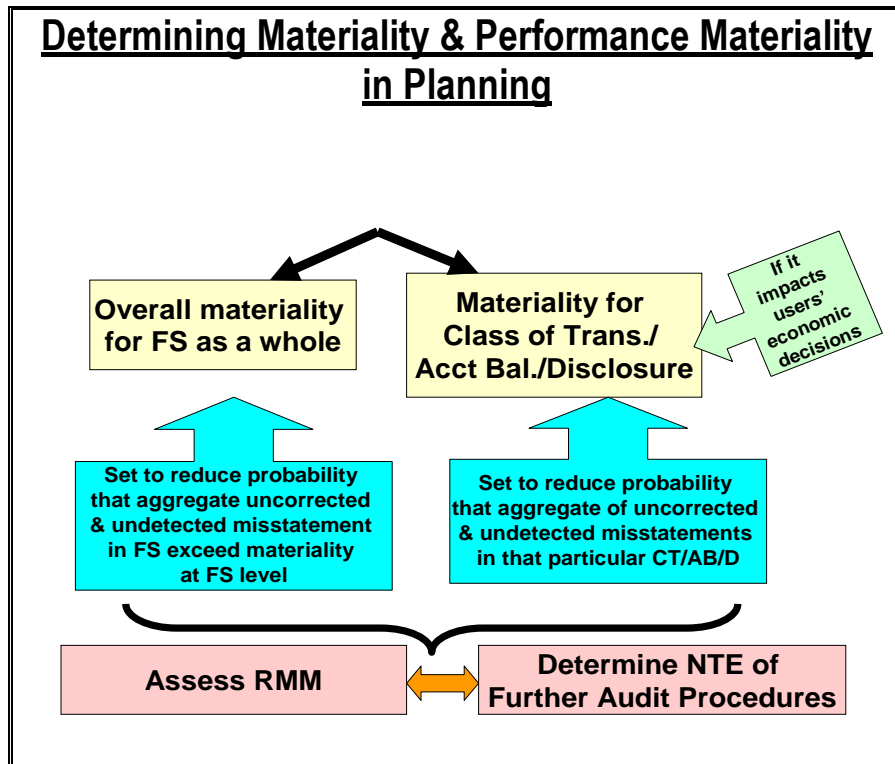 Determining Materiality & Performance Materiality
in Planning
Overall materiality
for FS as a whole
Materiality for
Class of Trans./
Acct Bal./Disclosure
If it
impacts
users’
economic
decisions
Set to reduce probability
that aggregate uncorrected
& undetected misstatement
in FS exceed materiality
at FS level
Set to reduce probability
that aggregate of uncorrected
& undetected misstatements
in that particular CT/AB/D
Assess RMM
Determine NTE of
Further Audit Procedures